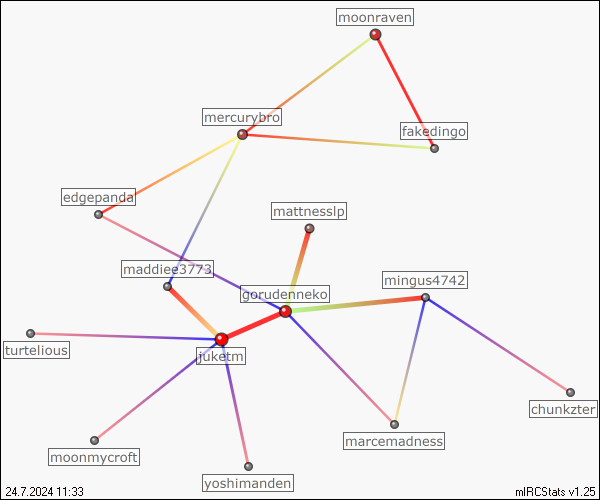 moonraven
mercurybro
fakedingo
edgepanda
mattnesslp
maddiee3773
mingus4742
gorudenneko
turtelious
juketm
chunkzter
marcemadness
moonmycroft
yoshimanden
24.7.2024 11:33
mIRCStats v1.25